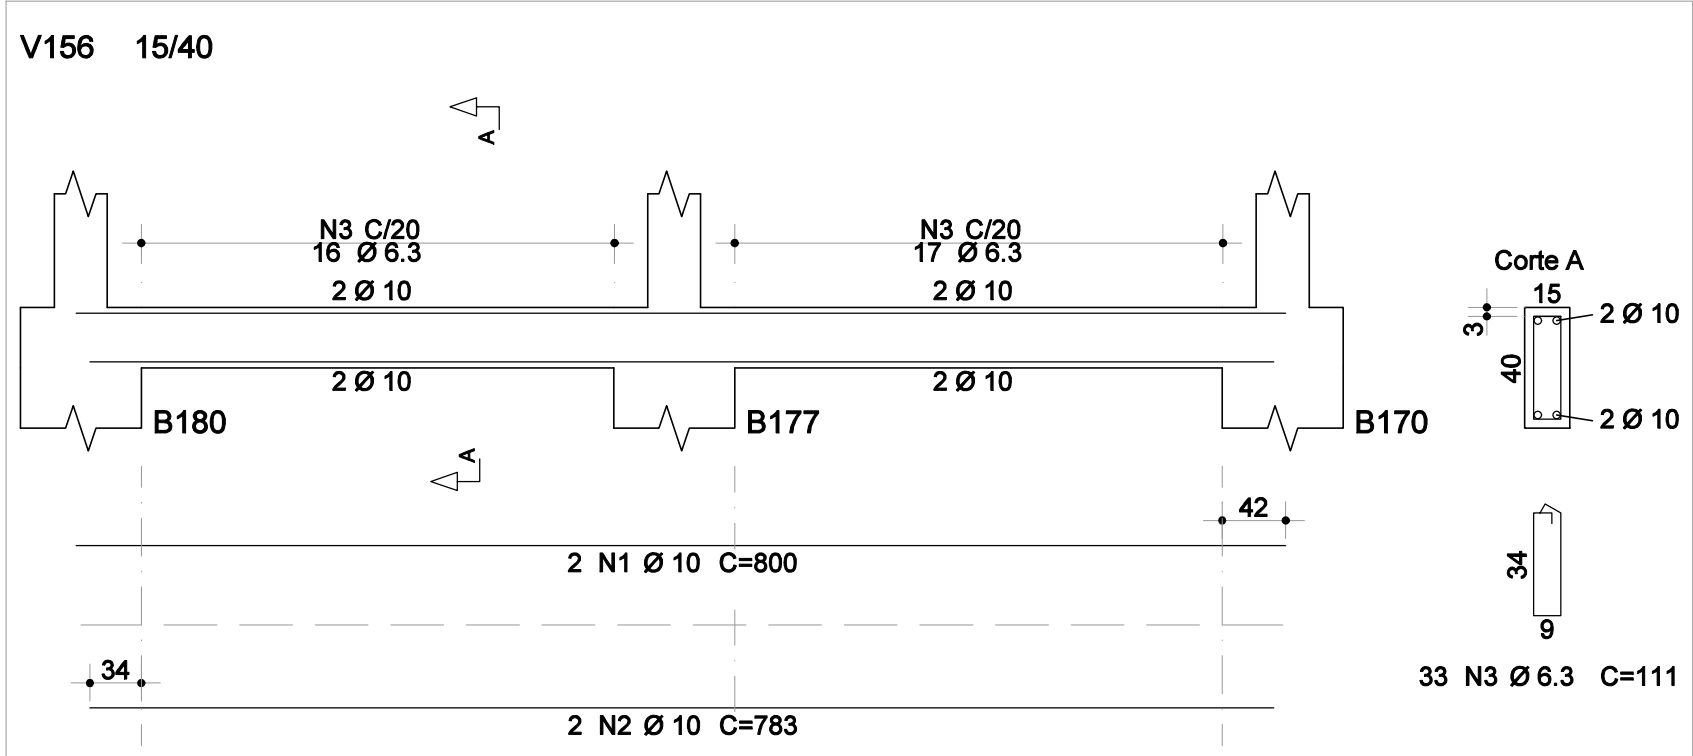 V156 15/40
A
N3 C/20
16 Ø 6.3
2 Ø 10
N3 C/20
17 Ø 6.3
2 Ø 10
2 Ø 10
2 Ø 10
B180
B177
B170
A
Corte A
15
3
40
2 Ø 10
2 Ø 10
42
2 N1 Ø 10 C=800
34
2 N2 Ø 10 C=783
34
9
33 N3 Ø 6.3 C=111